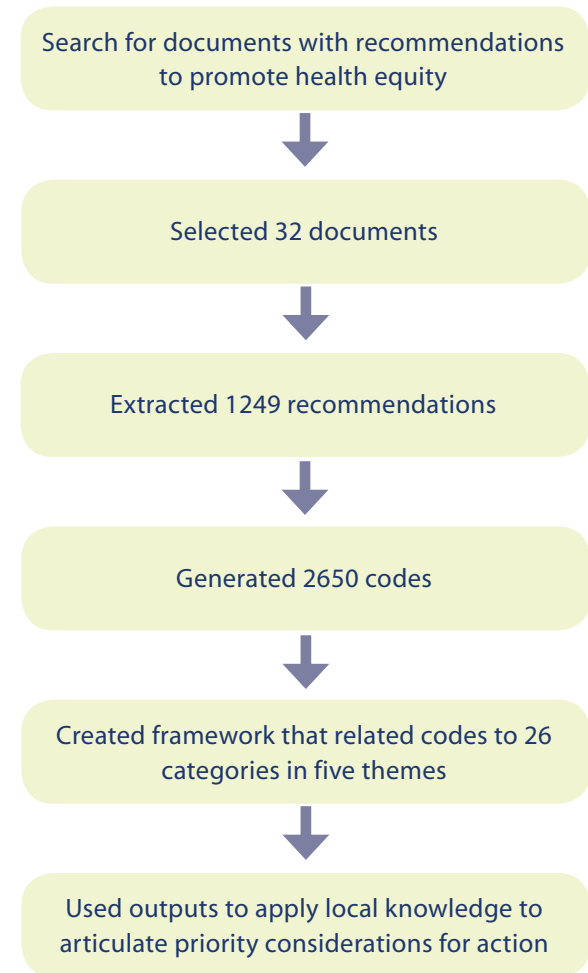 Search for documents with recommendations
to promote health equity
Selected 32 documents
Extracted 1249 recommendations
Generated 2650 codes
Created framework that related codes to 26
categories in five themes
Used outputs to apply local knowledge to
articulate priority considerations for action